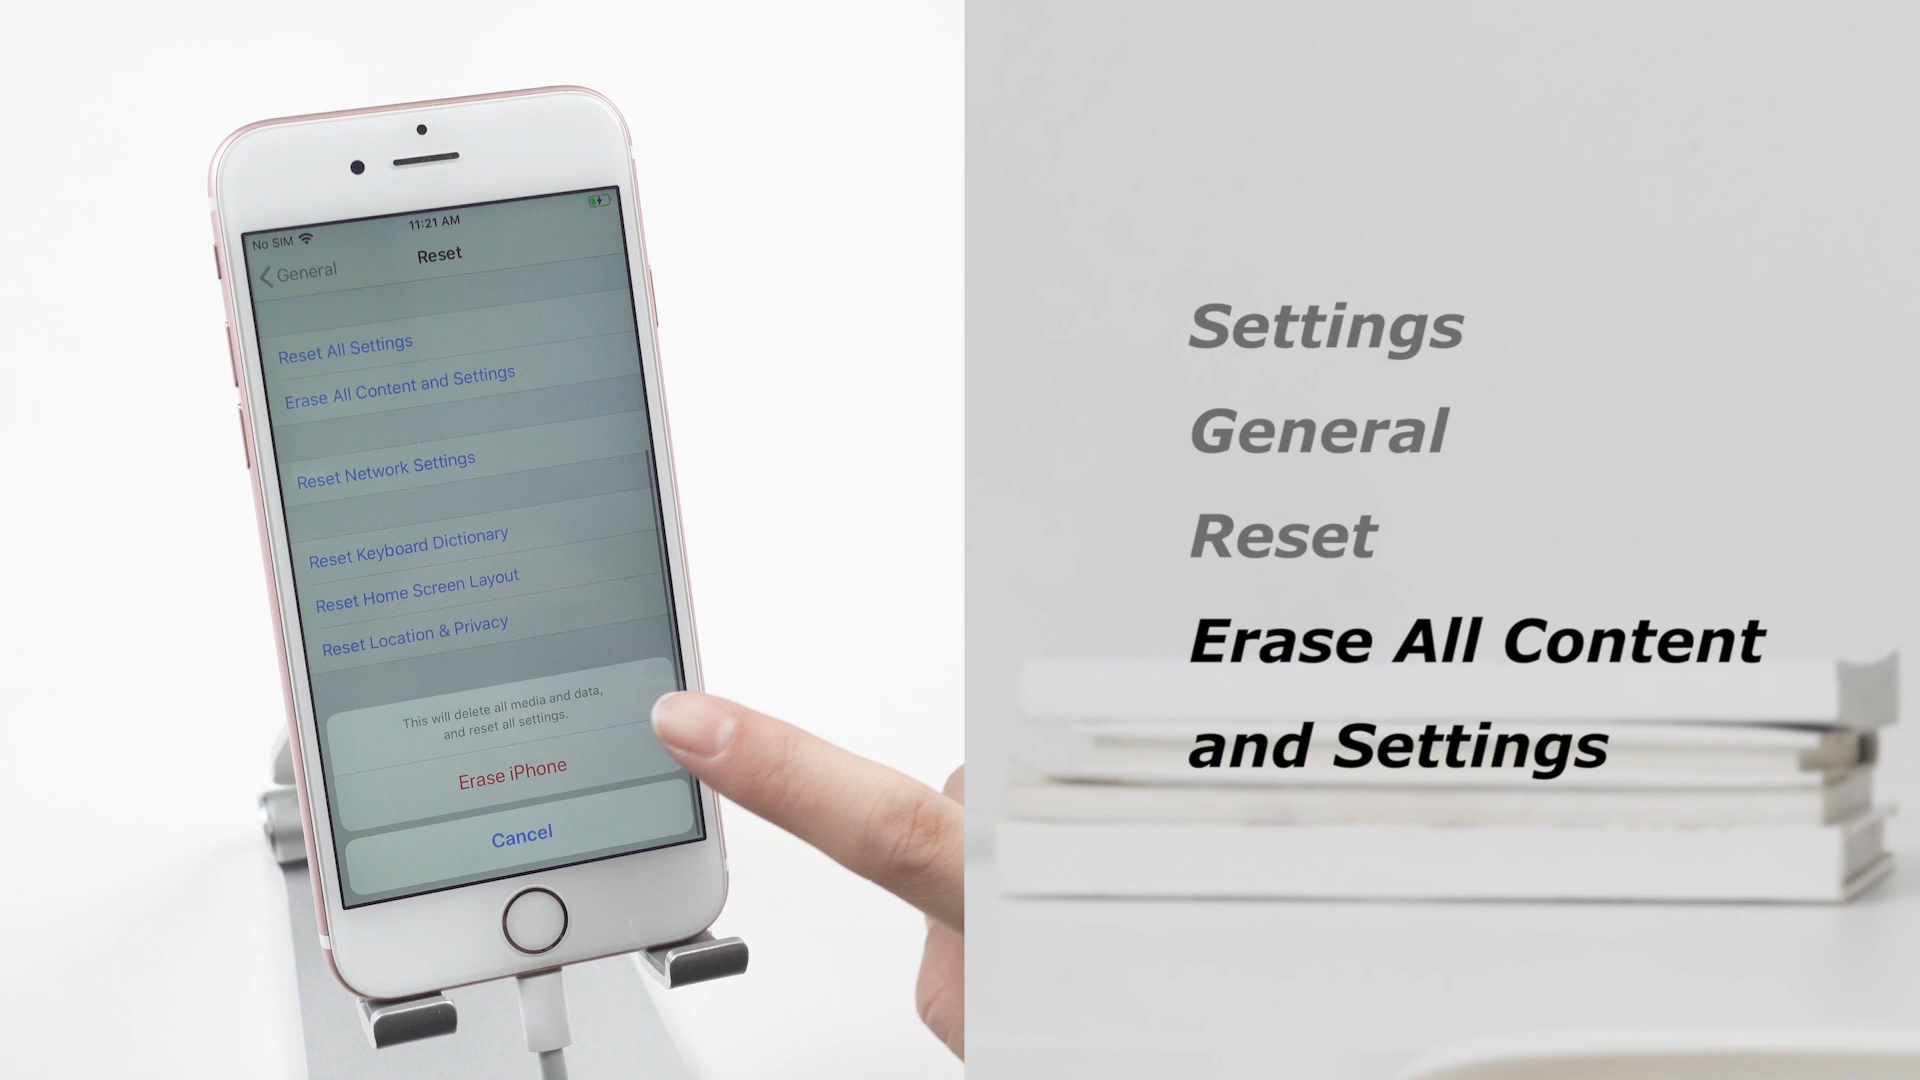 No SIM
11:21 AM
General
Reset
Reset All Settings
Erase All Content and Settings
Reset Network Settings
Reset Keyboard Dictionary
Reset Home Screen Layout
Reset Location & Privacy
This will delete all media and data,
and reset all settings.
Erase iPhone
Cancel
Settings
General
Reset
Erase All Content
and Settings